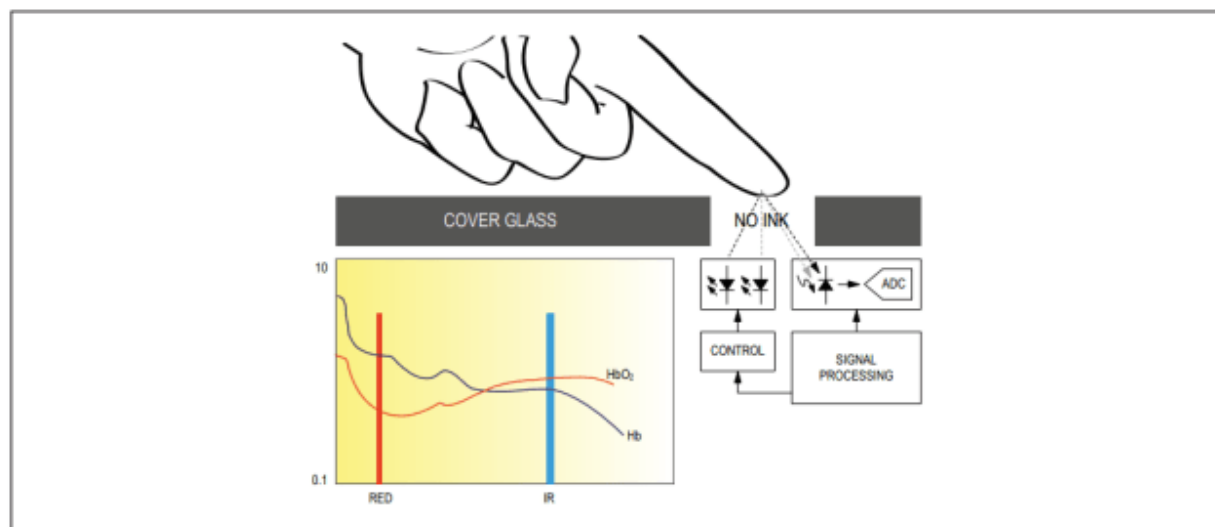 COVER GLASS
NO INK
10
0.1
RED
IR
HbO₂
Hb
ADC
CONTROL
SIGNAL
PROCESSING